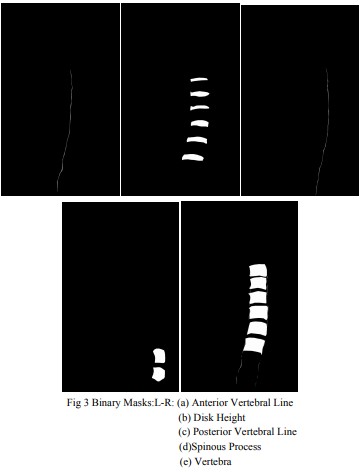 Fig 3 Binary Masks:L-R: (a) Anterior Vertebral Line
(b) Disk Height
(c) Posterior Vertebral Line
(d)Spinous Process
(e) Vertebra